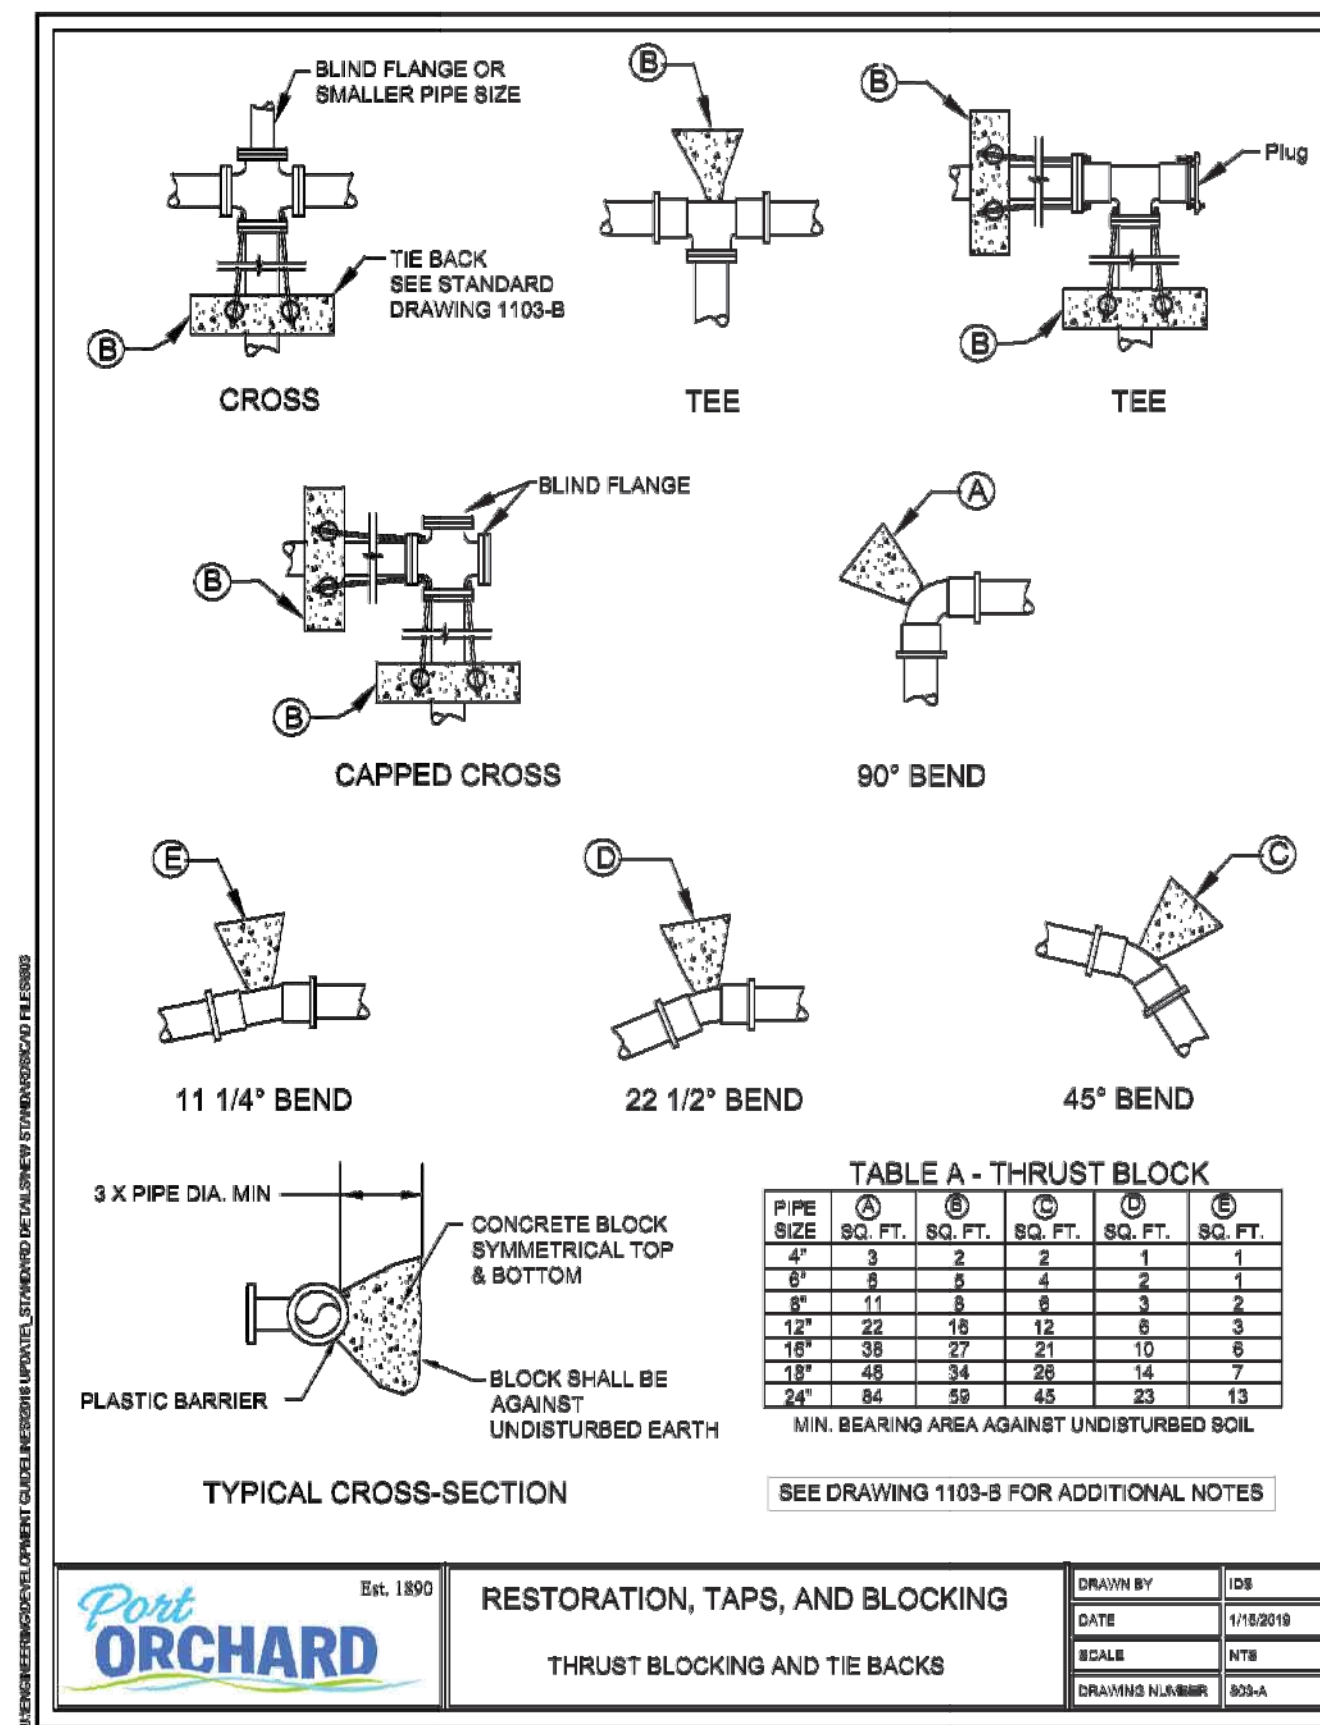 BLIND FLANGE OR
SMALLER PIPE SIZE
TIE BACK
SEE STANDARD
DRAWING 1103-B
B
CROSS
B
TEE
B
Plug
B
TEE
BLIND FLANGE
B
B
CAPPED CROSS
A
90° BEND
E
11 1/4° BEND
D
22 1/2° BEND
C
45° BEND
3 X PIPE DIA. MIN
CONCRETE BLOCK
SYMMETRICAL TOP
& BOTTOM
PLASTIC BARRIER
BLOCK SHALL BE
AGAINST
UNDISTURBED EARTH
TYPICAL CROSS-SECTION
TABLE A - THRUST BLOCK
PIPE SIZE A SQ. FT. B SQ. FT. C SQ. FT. D SQ. FT. E SQ. FT.
4" 3 2 2 1 1
6" 6 5 4 2 1
8" 11 8 6 3 2
12" 22 16 12 6 3
16" 38 27 21 10 6
18" 48 34 26 14 7
24" 84 59 45 23 13
MIN. BEARING AREA AGAINST UNDISTURBED SOIL
SEE DRAWING 1103-B FOR ADDITIONAL NOTES
Port
ORCHARD
Est. 1890
RESTORATION, TAPS, AND BLOCKING
THRUST BLOCKING AND TIE BACKS
DRAWN BY IDS
DATE 1/15/2019
SCALE NTS
DRAWING NUMBER 803-A